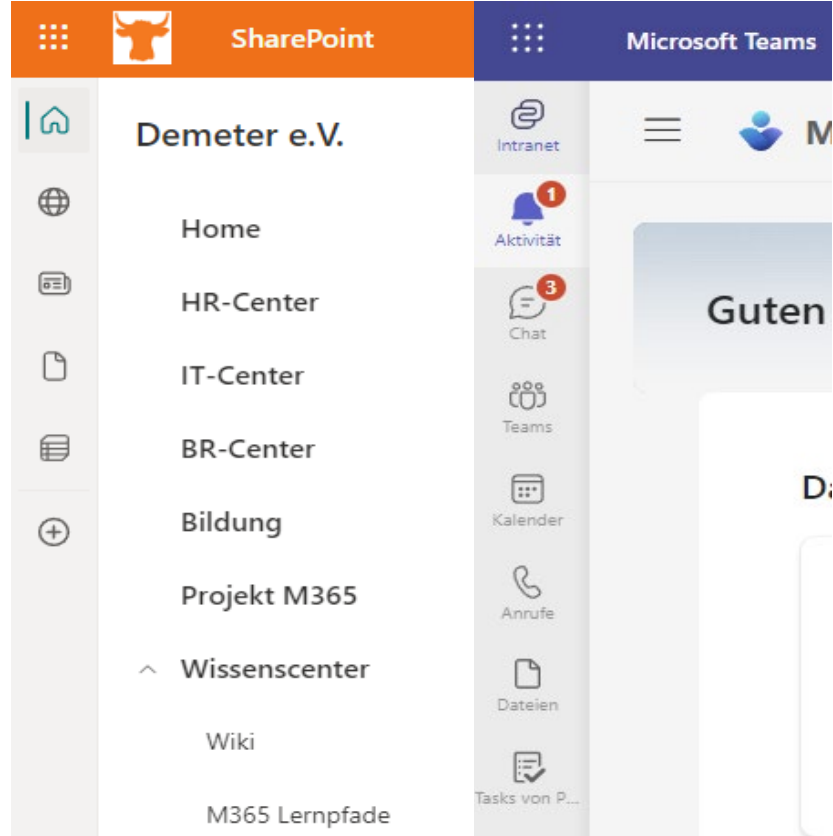 SharePoint
Demeter e.V.
Home
HR-Center
IT-Center
BR-Center
Bildung
Projekt M365
Wissenscenter
Wiki
M365 Lernpfade
Microsoft Teams
Intranet
1
Aktivität
3
Chat
Teams
Kalender
Anrufe
Dateien
Tasks von P...
M
Guten
Da